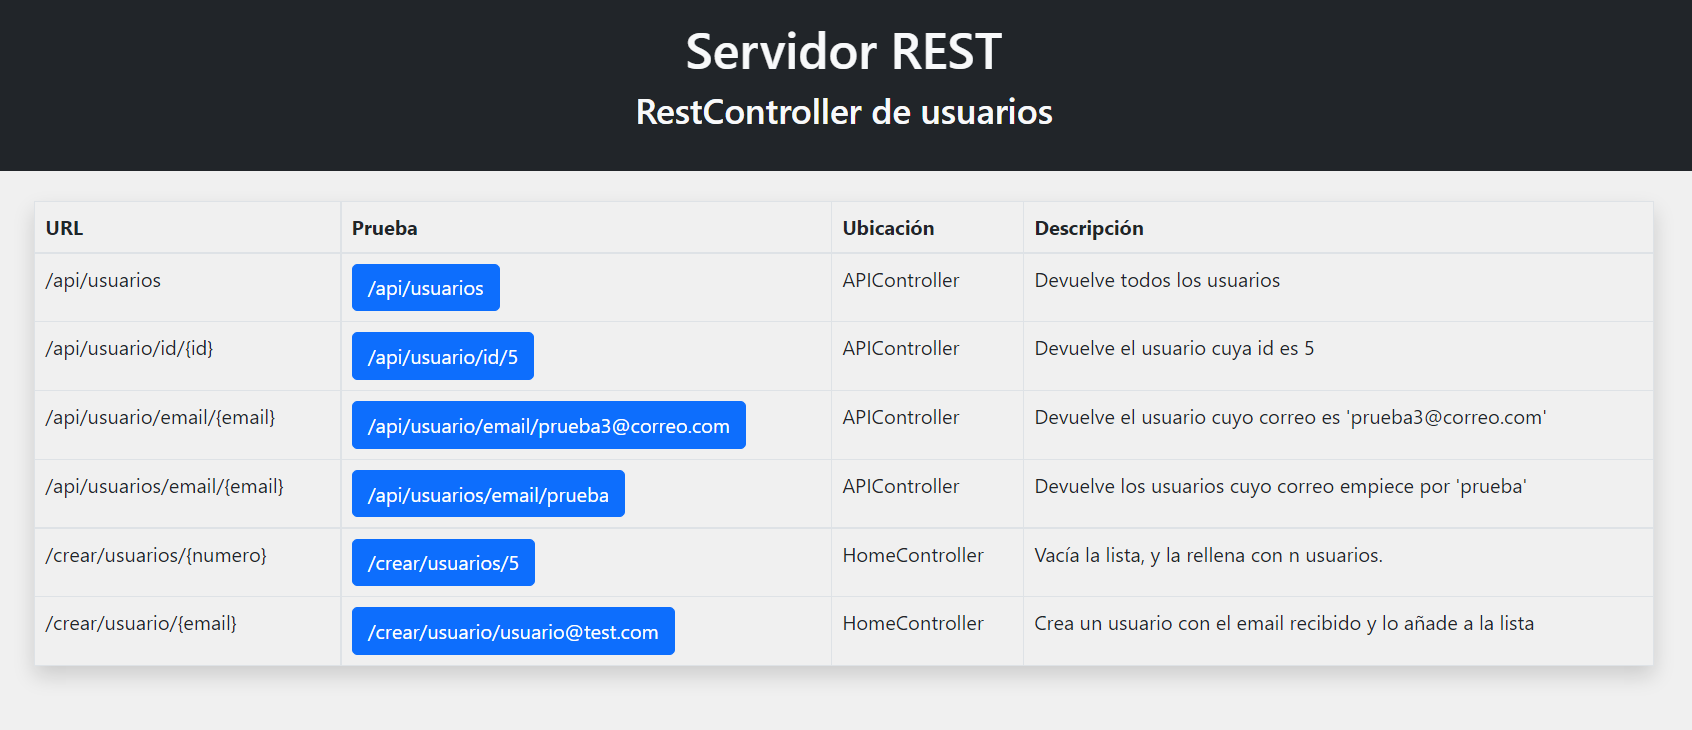 Servidor REST
RestController de usuarios
URL Prueba Ubicación Descripción
/api/usuarios /api/usuarios APIController Devuelve todos los usuarios
/api/usuario/id/{id} /api/usuario/id/5 APIController Devuelve el usuario cuya id es 5
/api/usuario/email/{email} /api/usuario/email/prueba3@correo.com APIController Devuelve el usuario cuyo correo es 'prueba3@correo.com'
/api/usuarios/email/{email} /api/usuarios/email/prueba APIController Devuelve los usuarios cuyo correo empiece por 'prueba'
/crear/usuarios/{numero} /crear/usuarios/5 HomeController Vacía la lista, y la rellena con n usuarios.
/crear/usuario/{email} /crear/usuario/usuario@test.com HomeController Crea un usuario con el email recibido y lo añade a la lista